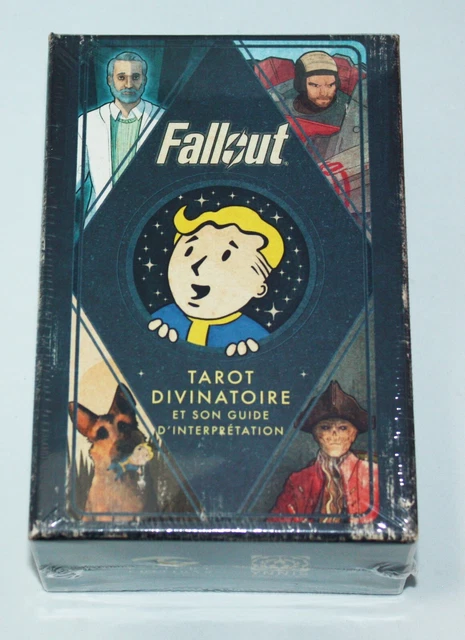 Fallout
TAROT
DIVINATOIRE
ET SON GUIDE
D'INTERPRÉTATION